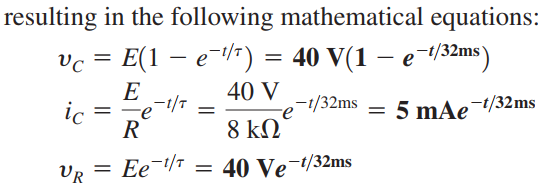 resulting in the following mathematical equations:
υC = E(1 − e^−t/τ) = 40 V(1 − e^−t/32ms)
iC = E/R e^−t/τ = 40 V/8 kΩ e^−t/32ms = 5 mAe^−t/32ms
υR = Ee^−t/τ = 40 Ve^−t/32ms